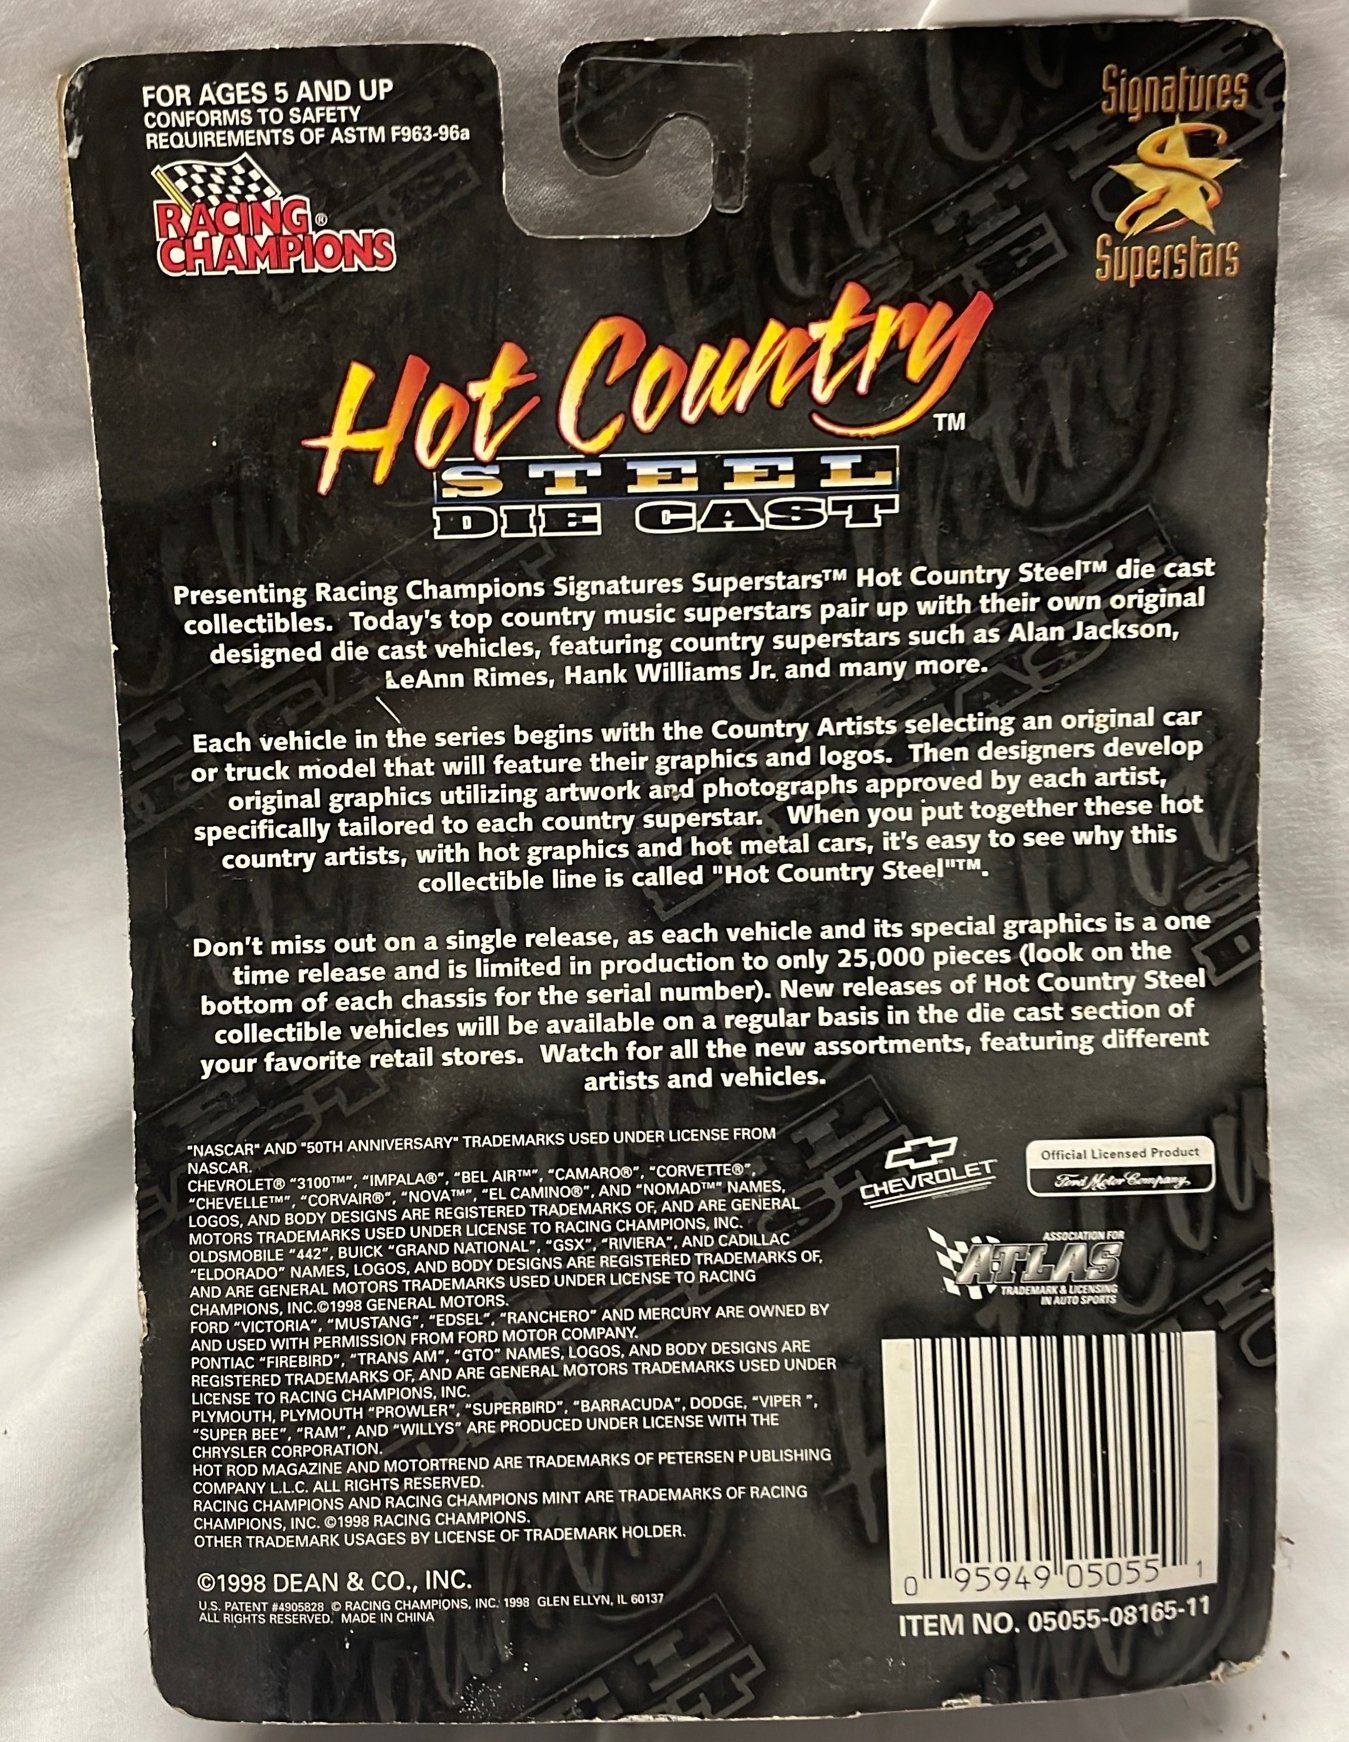 FOR AGES 5 AND UP
CONFORMS TO SAFETY
REQUIREMENTS OF ASTM F963-96a
RACING®
CHAMPIONS
Signatures
S
Superstars
Hot Country™
STEEL
DIE CAST
Presenting Racing Champions Signatures Superstars™ Hot Country Steel™ die cast
collectibles. Today's top country music superstars pair up with their own original
designed die cast vehicles, featuring country superstars such as Alan Jackson,
LeAnn Rimes, Hank Williams Jr. and many more.
Each vehicle in the series begins with the Country Artists selecting an original car
or truck model that will feature their graphics and logos. Then designers develop
original graphics utilizing artwork and photographs approved by each artist,
specifically tailored to each country superstar. When you put together these hot
country artists, with hot graphics and hot metal cars, it's easy to see why this
collectible line is called "Hot Country Steel"™.
Don't miss out on a single release, as each vehicle and its special graphics is a one
time release and is limited in production to only 25,000 pieces (look on the
bottom of each chassis for the serial number). New releases of Hot Country Steel
collectible vehicles will be available on a regular basis in the die cast section of
your favorite retail stores. Watch for all the new assortments, featuring different
artists and vehicles.
"NASCAR" AND "50TH ANNIVERSARY" TRADEMARKS USED UNDER LICENSE FROM
NASCAR.
CHEVROLET® "3100™", "IMPALA®", "BEL AIR™", "CAMARO®", "CORVETTE®",
"CHEVELLE™", "CORVAIR®", "NOVA™", "EL CAMINO®", AND "NOMAD™" NAMES,
LOGOS, AND BODY DESIGNS ARE REGISTERED TRADEMARKS OF, AND ARE GENERAL
MOTORS TRADEMARKS USED UNDER LICENSE TO RACING CHAMPIONS, INC.
OLDSMOBILE "442", BUICK "GRAND NATIONAL", "GSX", "RIVIERA", AND CADILLAC
"ELDORADO" NAMES, LOGOS, AND BODY DESIGNS ARE REGISTERED TRADEMARKS OF,
AND ARE GENERAL MOTORS TRADEMARKS USED UNDER LICENSE TO RACING
CHAMPIONS, INC.©1998 GENERAL MOTORS.
FORD "VICTORIA", "MUSTANG", "EDSEL", "RANCHERO" AND MERCURY ARE OWNED BY
AND USED WITH PERMISSION FROM FORD MOTOR COMPANY.
PONTIAC "FIREBIRD", "TRANS AM", "GTO" NAMES, LOGOS, AND BODY DESIGNS ARE
REGISTERED TRADEMARKS OF, AND ARE GENERAL MOTORS TRADEMARKS USED UNDER
LICENSE TO RACING CHAMPIONS, INC.
PLYMOUTH, PLYMOUTH "PROWLER", "SUPERBIRD", "BARRACUDA", DODGE, "VIPER ",
"SUPER BEE", "RAM", AND "WILLYS" ARE PRODUCED UNDER LICENSE WITH THE
CHRYSLER CORPORATION.
HOT ROD MAGAZINE AND MOTORTREND ARE TRADEMARKS OF PETERSEN PUBLISHING
COMPANY L.L.C. ALL RIGHTS RESERVED.
RACING CHAMPIONS AND RACING CHAMPIONS MINT ARE TRADEMARKS OF RACING
CHAMPIONS, INC. ©1998 RACING CHAMPIONS.
OTHER TRADEMARK USAGES BY LICENSE OF TRADEMARK HOLDER.
©1998 DEAN & CO., INC.
U.S. PATENT #4905828 © RACING CHAMPIONS, INC. 1998 GLEN ELLYN, IL 60137
ALL RIGHTS RESERVED. MADE IN CHINA
CHEVROLET
Official Licensed Product
Ford Motor Company,
ASSOCIATION FOR
ATLAS
TRADEMARK & LICENSING
IN AUTO SPORTS
0 95949 05055 1
ITEM NO. 05055-08165-11